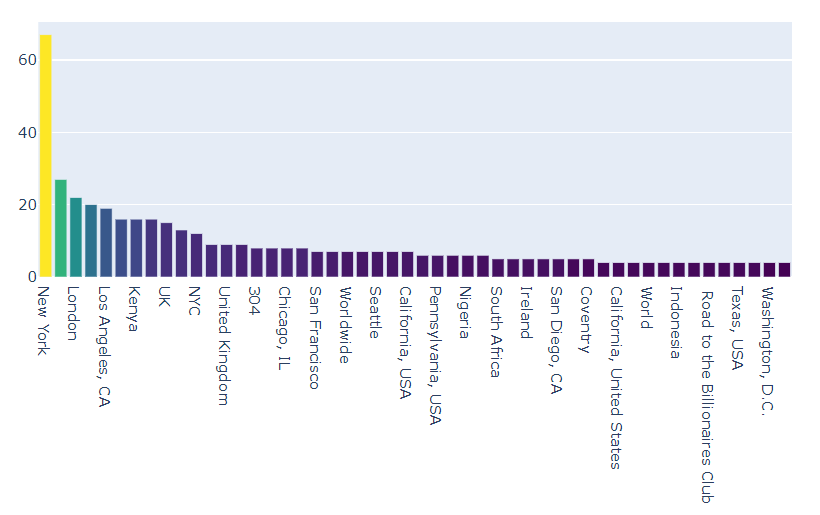 60
40
20
0
New York
London
Los Angeles, CA
Kenya
UK
NYC
United Kingdom
304
Chicago, IL
San Francisco
Worldwide
Seattle
California, USA
Pennsylvania, USA
Nigeria
South Africa
Ireland
San Diego, CA
Coventry
California, United States
World
Indonesia
Road to the Billionaires Club
Texas, USA
Washington, D.C.